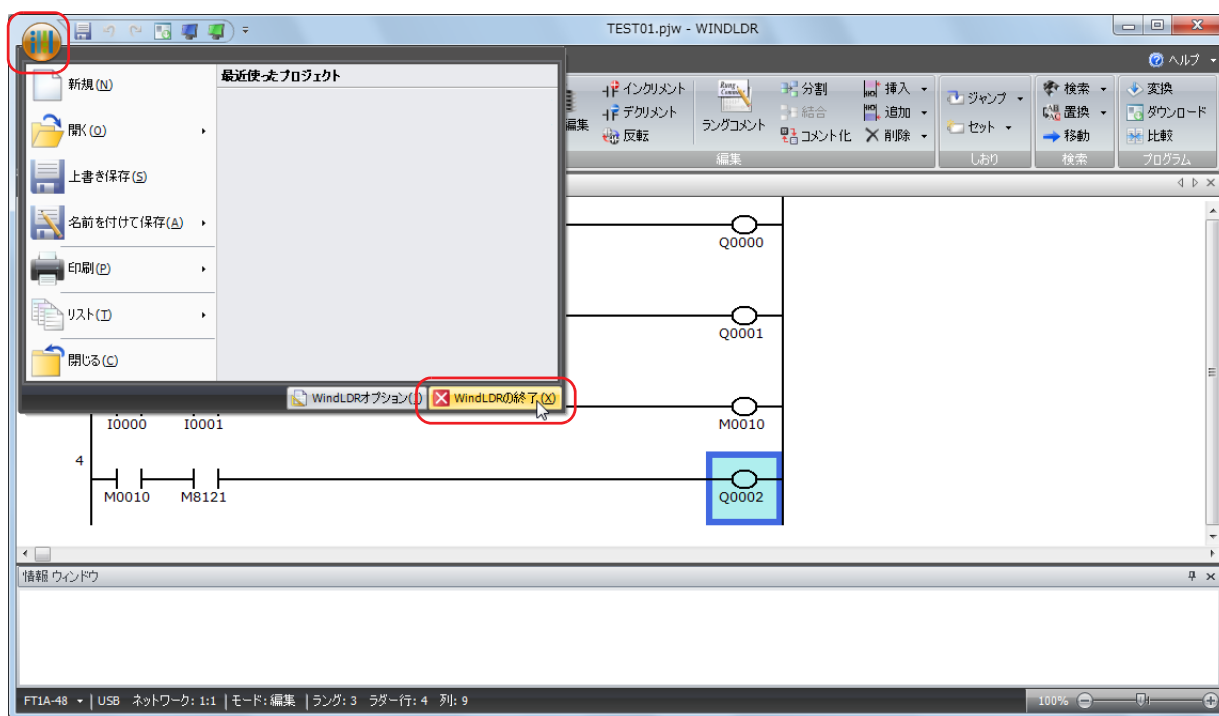 TEST01.pjw - WINDLDR
ヘルプ
新規(N)
開く(O)
上書き保存(S)
名前を付けて保存(A)
印刷(P)
リスト(T)
閉じる(C)
最近使ったプロジェクト
WindLDRオプション(I)
WindLDRの終了(X)
編集
インクリメント
デクリメント
反転
Rung Comment
ラングコメント
分割
結合
コメント化
挿入
追加
削除
編集
ジャンプ
セット
しおり
検索
置換
移動
検索
変換
ダウンロード
比較
プログラム
Q0000
Q0001
I0000 I0001 M0010
4
M0010 M8121 Q0002
情報 ウィンドウ
FT1A-48 | USB ネットワーク: 1:1 | モード: 編集 | ラング: 3 ラダー行: 4 列: 9
100%